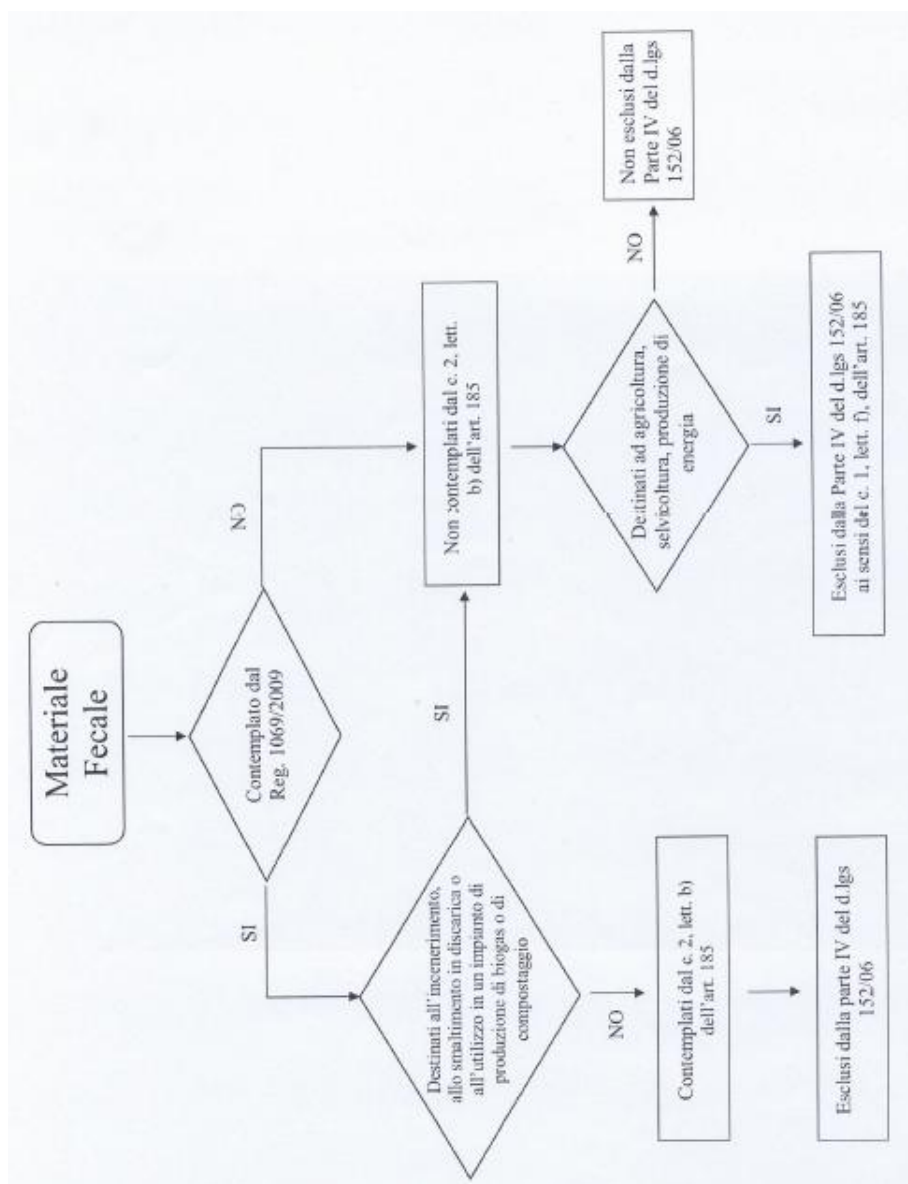 Materiale
Fecale
Contemplato dal
Reg. 1069/2009
SI
NO
Destinati all'incenerimento,
allo smaltimento in discarica o
all'utilizzo in un impianto di
produzione di biogas o di
compostaggio
SI
Non contemplati dal c. 2, lett.
b) dell'art. 185
NO
Contemplati dal c. 2, lett. b)
dell'art. 185
Esclusi dalla parte IV del d.lgs
152/06
Destinati ad agricoltura,
selvicoltura, produzione di
energia
NO
Non esclusi dalla
Parte IV del d.lgs
152/06
SI
Esclusi dalla Parte IV del d.lgs 152/06
ai sensi del c. 1, lett. f), dell'art. 185